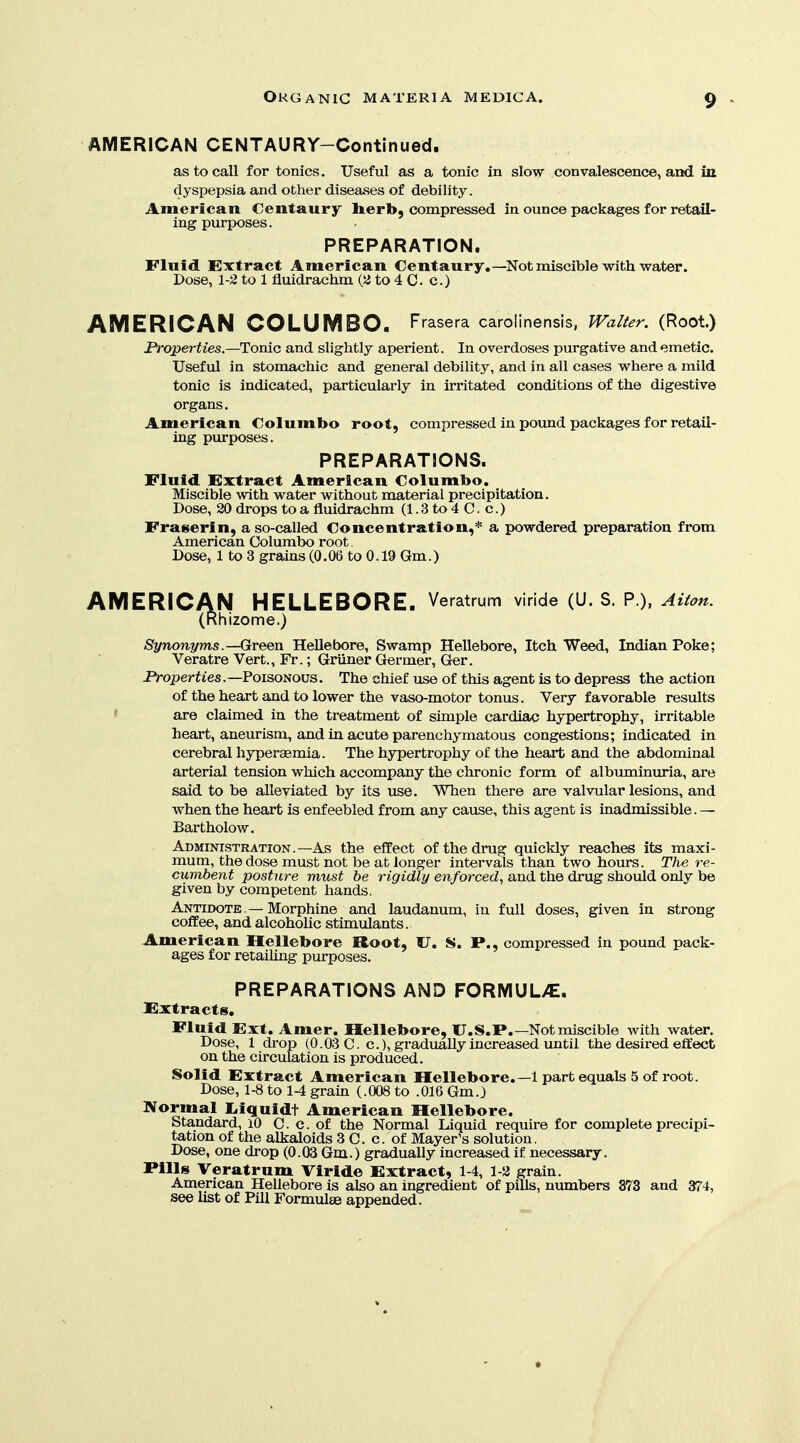 ORGANIC MATERIA MEDICA. 9
AMERICAN CENTAURY—Continued.
as to call for tonics. Useful as a tonic in slow convalescence, and in
dyspepsia and other diseases of debility.
American Centaury herb, compressed in ounce packages for retail-
ing purposes.
PREPARATION.
Fluid Extract American Centaury.—Not miscible with water.
Dose, 1-2 to 1 fluidrachm (2 to 4 C. c.)
AMERICAN COLUMBO. Frasera carolinensis, Walter. (Root.)
Properties.—Tonic and slightly aperient. In overdoses purgative and emetic.
Useful in stomachic and general debility, and in all cases where a mild
tonic is indicated, particularly in irritated conditions of the digestive
organs.
American Columbo root, compressed in pound packages for retail-
ing purposes.
PREPARATIONS.
Fluid Extract American Columbo.
Miscible with water without material precipitation.
Dose, 20 drops to a fluidrachm (1.3 to 4 C. c.)
Fraserin, a so-called Concentration,* a powdered preparation from
American Columbo root.
Dose, 1 to 3 grains (0.06 to 0.19 Gm.)
AMERICAN HELLEBORE. Veratrum viride (U. S. P.), Aiton.
(Rhizome.)
Synonyms.—Green Hellebore, Swamp Hellebore, Itch Weed, Indian Poke;
Veratre Vert., Fr.; Grüner Germer, Ger.
Properties.—POISONOUS. The chief use of this agent is to depress the action
of the heart and to lower the vaso-motor tonus. Very favorable results
are claimed in the treatment of simple cardiac hypertrophy, irritable
heart, aneurism, and in acute parenchymatous congestions; indicated in
cerebral hyperæmia. The hypertrophy of the heart and the abdominal
arterial tension which accompany the chronic form of albuminuria, are
said to be alleviated by its use. When there are valvular lesions, and
when the heart is enfeebled from any cause, this agent is inadmissible.—
Bartholow.
ADMINISTRATION.—As the effect of the drug quickly reaches its maxi-
mum, the dose must not be at longer intervals than two hours. The re-
cumbent posture must be rigidly enforced, and the drug should only be
given by competent hands.
ANTIDOTE.—Morphine and laudanum, in full doses, given in strong
coffee, and alcoholic stimulants.
American Hellebore Root, U. S. P., compressed in pound pack-
ages for retailing purposes.
PREPARATIONS AND FORMULÆ.
Extracts.
Fluid Ext. Amer. Hellebore, U.S.P.—Not miscible with water.
Dose, 1 drop (0.03 C. c.), gradually increased until the desired effect
on the circulation is produced.
Solid Extract American Hellebore.—1 part equals 5 of root.
Dose, 1-8 to 1-4 grain (.008 to .016 Gm.)
Normal Liquid† American Hellebore.
Standard, 10 C. c. of the Normal Liquid require for complete precipi-
tation of the alkaloids 3 C. c. of Mayer's solution.
Dose, one drop (0.03 Gm.) gradually increased if necessary.
Pills Veratrum Viride Extract, 1-4, 1-2 grain.
American Hellebore is also an ingredient of pills, numbers 373 and 374,
see list of Pill Formulæ appended.